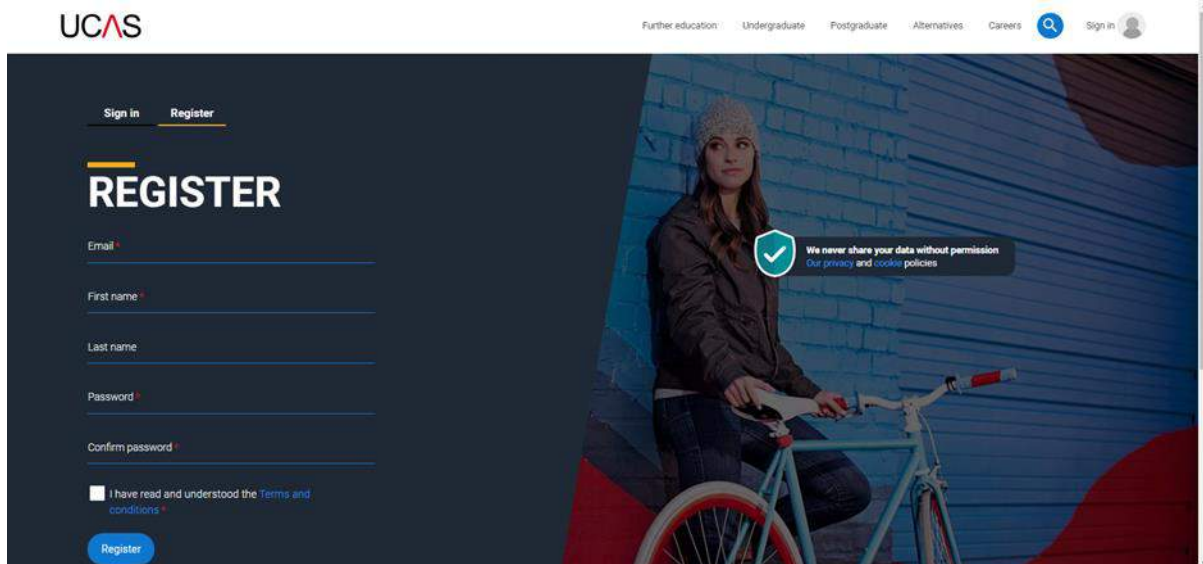 UCAS
Further education Undergraduate Postgraduate Alternatives Careers Sign in
Sign in Register
REGISTER
Email *
First name *
Last name
Password *
Confirm password *
I have read and understood the Terms and
conditions *
Register
We never share your data without permission
Our privacy and cookie policies